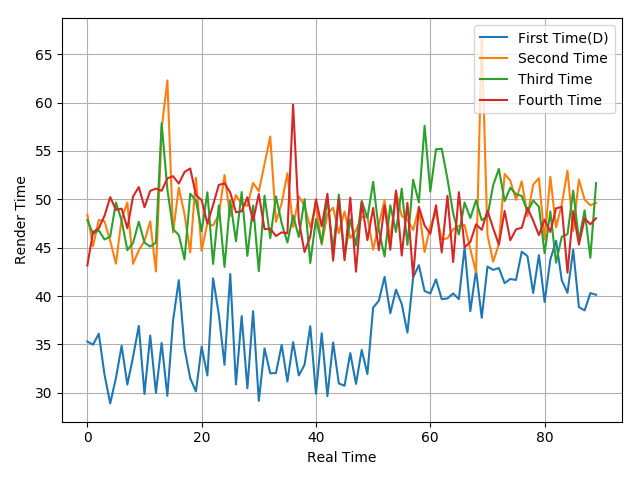 First Time(D)
Second Time
Third Time
Fourth Time
65
60
55
50
45
40
35
30
Render Time
0 20 40 60 80
Real Time